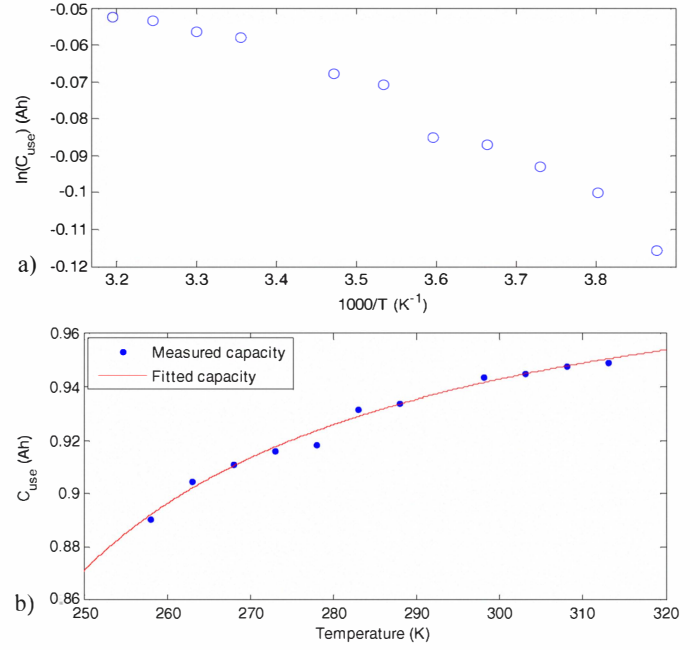 -0.05
-0.06
-0.07
-0.08
-0.09
-0.1
-0.11
-0.12
ln(C_use) (Ah)
a)
3.2 3.3 3.4 3.5 3.6 3.7 3.8
1000/T (K⁻¹)
0.96
0.94
0.92
0.9
0.88
0.86
C_use (Ah)
Measured capacity
Fitted capacity
b)
250 260 270 280 290 300 310 320
Temperature (K)